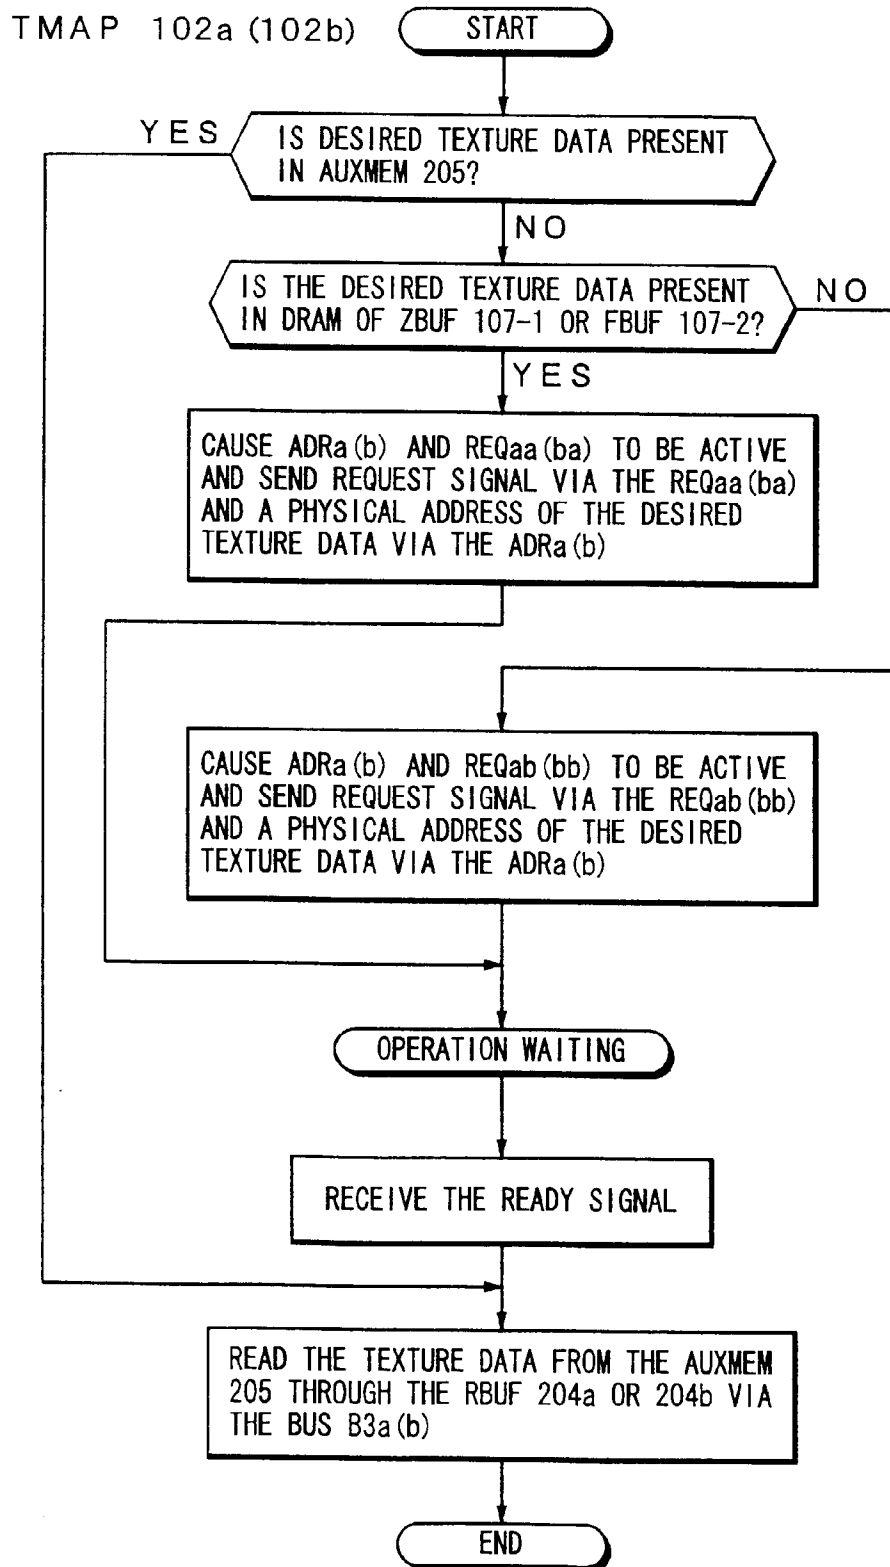 TMAP 102a (102b)
START
YES
IS DESIRED TEXTURE DATA PRESENT
IN AUXMEM 205?
NO
IS THE DESIRED TEXTURE DATA PRESENT
IN DRAM OF ZBUF 107-1 OR FBUF 107-2?
NO
YES
CAUSE ADRa(b) AND REQaa(ba) TO BE ACTIVE
AND SEND REQUEST SIGNAL VIA THE REQaa(ba)
AND A PHYSICAL ADDRESS OF THE DESIRED
TEXTURE DATA VIA THE ADRa(b)
CAUSE ADRa(b) AND REQab(bb) TO BE ACTIVE
AND SEND REQUEST SIGNAL VIA THE REQab(bb)
AND A PHYSICAL ADDRESS OF THE DESIRED
TEXTURE DATA VIA THE ADRa(b)
OPERATION WAITING
RECEIVE THE READY SIGNAL
READ THE TEXTURE DATA FROM THE AUXMEM
205 THROUGH THE RBUF 204a OR 204b VIA
THE BUS B3a(b)
END